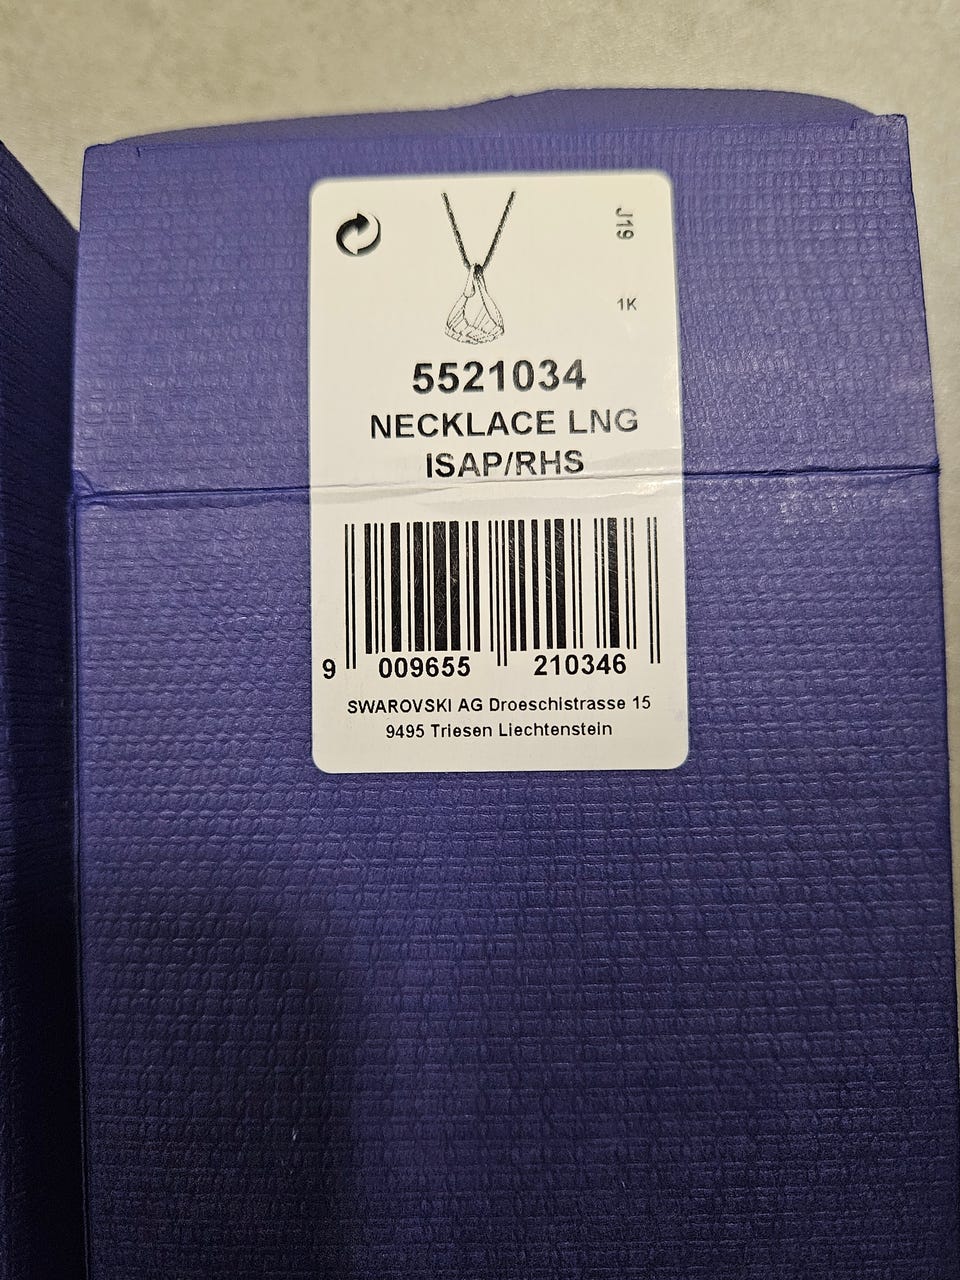 J19
1K
5521034
NECKLACE LNG
ISAP/RHS
9 009655 210346
SWAROVSKI AG Droeschistrasse 15
9495 Triesen Liechtenstein